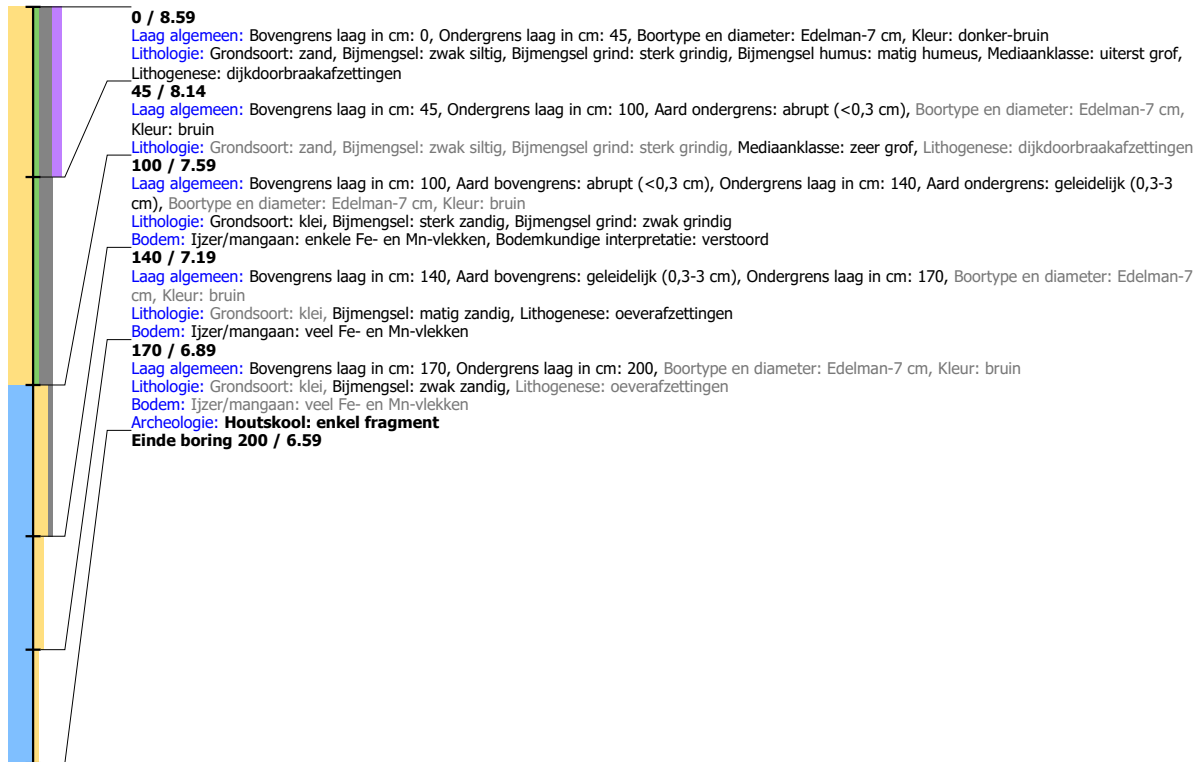 0 / 8.59
Laag algemeen: Bovengrens laag in cm: 0, Ondergrens laag in cm: 45, Boortype en diameter: Edelman-7 cm, Kleur: donker-bruin
Lithologie: Grondsoort: zand, Bijmengsel: zwak siltig, Bijmengsel grind: sterk grindig, Bijmengsel humus: matig humeus, Mediaanklasse: uiterst grof,
Lithogenese: dijkdoorbraakafzettingen
45 / 8.14
Laag algemeen: Bovengrens laag in cm: 45, Ondergrens laag in cm: 100, Aard ondergrens: abrupt (<0,3 cm), Boortype en diameter: Edelman-7 cm,
Kleur: bruin
Lithologie: Grondsoort: zand, Bijmengsel: zwak siltig, Bijmengsel grind: sterk grindig, Mediaanklasse: zeer grof, Lithogenese: dijkdoorbraakafzettingen
100 / 7.59
Laag algemeen: Bovengrens laag in cm: 100, Aard bovengrens: abrupt (<0,3 cm), Ondergrens laag in cm: 140, Aard ondergrens: geleidelijk (0,3-3
cm), Boortype en diameter: Edelman-7 cm, Kleur: bruin
Lithologie: Grondsoort: klei, Bijmengsel: sterk zandig, Bijmengsel grind: zwak grindig
Bodem: Ijzer/mangaan: enkele Fe- en Mn-vlekken, Bodemkundige interpretatie: verstoord
140 / 7.19
Laag algemeen: Bovengrens laag in cm: 140, Aard bovengrens: geleidelijk (0,3-3 cm), Ondergrens laag in cm: 170, Boortype en diameter: Edelman-7
cm, Kleur: bruin
Lithologie: Grondsoort: klei, Bijmengsel: matig zandig, Lithogenese: oeverafzettingen
Bodem: Ijzer/mangaan: veel Fe- en Mn-vlekken
170 / 6.89
Laag algemeen: Bovengrens laag in cm: 170, Ondergrens laag in cm: 200, Boortype en diameter: Edelman-7 cm, Kleur: bruin
Lithologie: Grondsoort: klei, Bijmengsel: zwak zandig, Lithogenese: oeverafzettingen
Bodem: Ijzer/mangaan: veel Fe- en Mn-vlekken
Archeologie: Houtskool: enkel fragment
Einde boring 200 / 6.59